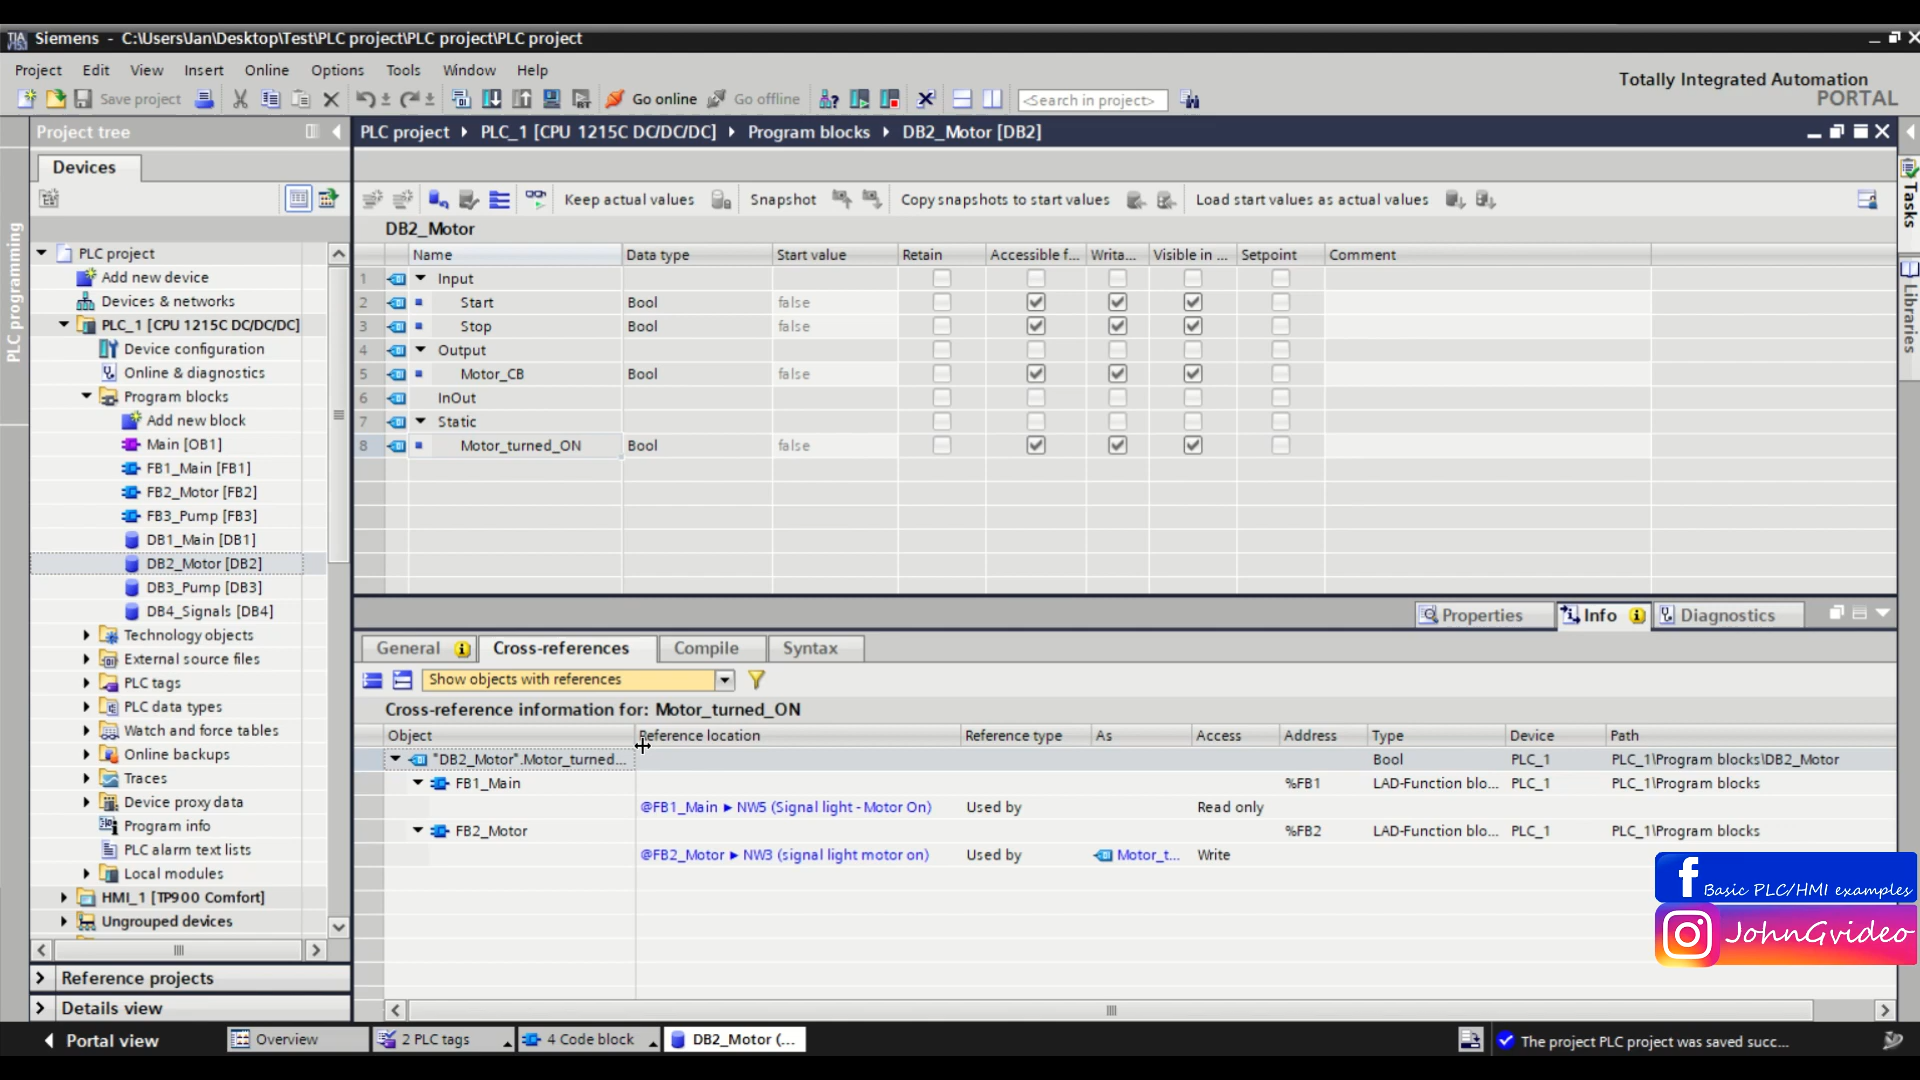 Siemens - C:\Users\Jan\Desktop\Test\PLC project\PLC project\PLC project
Project Edit View Insert Online Options Tools Window Help
Totally Integrated Automation
PORTAL
Save project Go online Go offline <Search in project>
Project tree
PLC project PLC_1 [CPU 1215C DC/DC/DC] Program blocks DB2_Motor [DB2]
Devices
Keep actual values Snapshot Copy snapshots to start values Load start values as actual values
PLC programming
Tasks
Libraries
PLC project
Add new device
Devices & networks
PLC_1 [CPU 1215C DC/DC/DC]
Device configuration
Online & diagnostics
Program blocks
Add new block
Main [OB1]
FB1_Main [FB1]
FB2_Motor [FB2]
FB3_Pump [FB3]
DB1_Main [DB1]
DB2_Motor [DB2]
DB3_Pump [DB3]
DB4_Signals [DB4]
Technology objects
External source files
PLC tags
PLC data types
Watch and force tables
Online backups
Traces
Device proxy data
Program info
PLC alarm text lists
Local modules
HMI_1 [TP900 Comfort]
Ungrouped devices
Reference projects
Details view
DB2_Motor
Name Data type Start value Retain Accessible f... Writa... Visible in ... Setpoint Comment
1 Input
2 Start Bool false
3 Stop Bool false
4 Output
5 Motor_CB Bool false
6 InOut
7 Static
8 Motor_turned_ON Bool false
Properties Info Diagnostics
General Cross-references Compile Syntax
Show objects with references
Cross-reference information for: Motor_turned_ON
Object Reference location Reference type As Access Address Type Device Path
"DB2_Motor".Motor_turned... Bool PLC_1 PLC_1\Program blocks\DB2_Motor
FB1_Main %FB1 LAD-Function blo... PLC_1 PLC_1\Program blocks
@FB1_Main ▶ NW5 (Signal light - Motor On) Used by Read only
FB2_Motor %FB2 LAD-Function blo... PLC_1 PLC_1\Program blocks
@FB2_Motor ▶ NW3 (signal light motor on) Used by Motor_t... Write
Basic PLC/HMI examples
JohnGvideo
Portal view Overview 2 PLC tags 4 Code block DB2_Motor (... The project PLC project was saved succ...